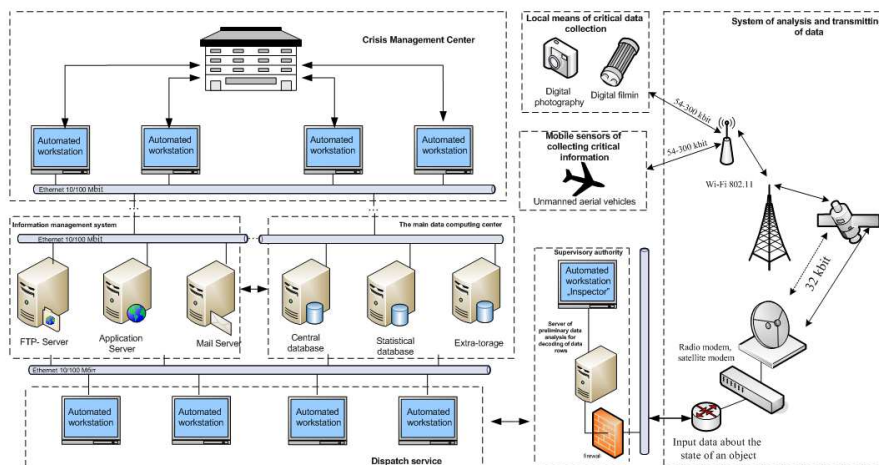 Crisis Management Center
Automated
workstation
Automated
workstation
Automated
workstation
Automated
workstation
Ethernet 10/100 Mbit
Local means of critical data
collection
Digital
photography
Digital filmin
Mobile sensors of
collecting critical
information
Unmanned aerial vehicles
System of analysis and transmitting
of data
54-300 kbit
54-300 kbit
Wi-Fi 802.11
32 kbit
Radio modem,
satellite modem
Input data about the
state of an object
Information management system
Ethernet 10/100 Mbit
FTP- Server
Application
Server
Mail Server
The main data computing center
Central
database
Statistical
database
Extra-torage
Supervisory authority
Automated
workstation
„Inspector”
Server of
preliminary data
analysis for
decoding of data
rows
firewall
Ethernet 10/100 Мбіт
Automated
workstation
Automated
workstation
Automated
workstation
Automated
workstation
Dispatch service